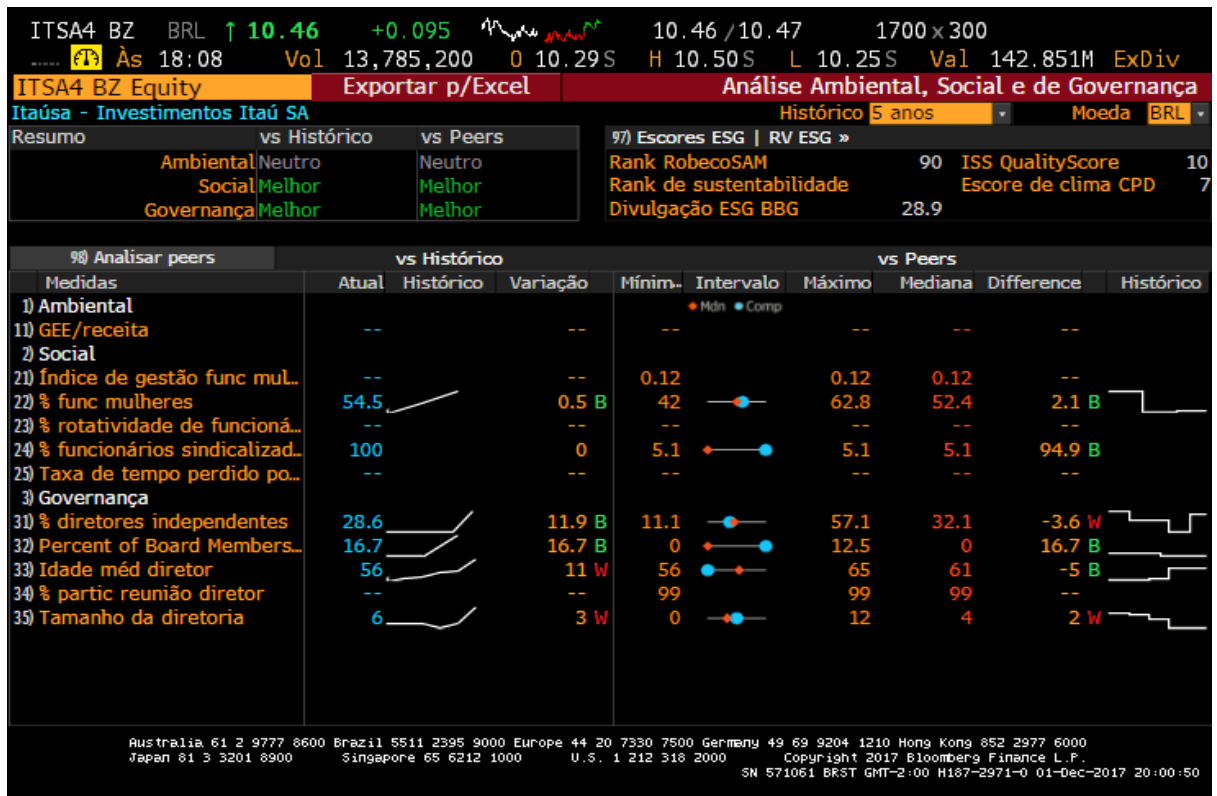 ITSA4 BZ BRL ↑ 10.46 +0.095 10.46 / 10.47 1700 x 300
Às 18:08 Vol 13,785,200 O 10.29S H 10.50S L 10.25S Val 142.851M ExDiv
ITSA4 BZ Equity Exportar p/Excel Análise Ambiental, Social e de Governança
Itaúsa - Investimentos Itaú SA Histórico 5 anos Moeda BRL
Resumo vs Histórico vs Peers 97) Escores ESG | RV ESG »
Ambiental Neutro Neutro Rank RobecoSAM 90 ISS QualityScore 10
Social Melhor Melhor Rank de sustentabilidade Escore de clima CPD 7
Governança Melhor Melhor Divulgação ESG BBG 28.9
98) Analisar peers vs Histórico vs Peers
Medidas Atual Histórico Variação Mínim.. Intervalo Máximo Mediana Difference Histórico
1) Ambiental Mdn Comp
11) GEE/receita -- -- -- -- -- --
2) Social
21) Índice de gestão func mul... -- -- 0.12 0.12 0.12 --
22) % func mulheres 54.5 0.5 B 42 62.8 52.4 2.1 B
23) % rotatividade de funcioná... -- -- -- -- -- --
24) % funcionários sindicalizad... 100 0 5.1 5.1 5.1 94.9 B
25) Taxa de tempo perdido po... -- -- -- -- -- --
3) Governança
31) % diretores independentes 28.6 11.9 B 11.1 57.1 32.1 -3.6 W
32) Percent of Board Members... 16.7 16.7 B 0 12.5 0 16.7 B
33) Idade méd diretor 56 11 W 56 65 61 -5 B
34) % partic reunião diretor -- -- 99 99 99 --
35) Tamanho da diretoria 6 3 W 0 12 4 2 W
Australia 61 2 9777 8600 Brazil 5511 2395 9000 Europe 44 20 7330 7500 Germany 49 69 9204 1210 Hong Kong 852 2977 6000
Japan 81 3 3201 8900 Singapore 65 6212 1000 U.S. 1 212 318 2000 Copyright 2017 Bloomberg Finance L.P.
SN 571061 BRST GMT-2:00 H187-2971-0 01-Dec-2017 20:00:50